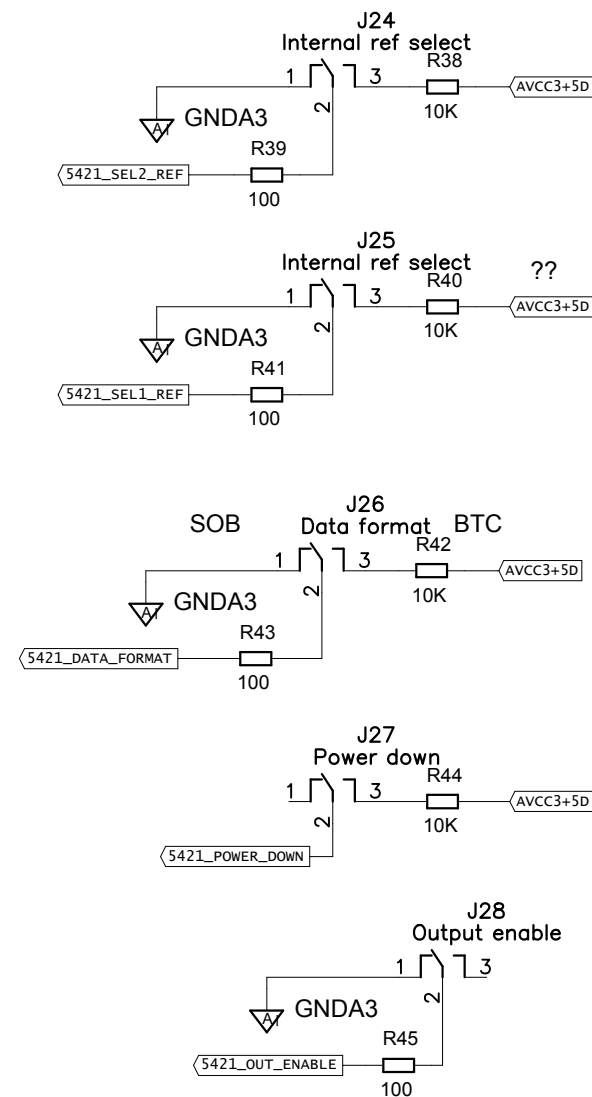 J24
Internal ref select
R38
1
3
2
AVCC3+5D
10K
GNDA3
R39
5421_SEL2_REF
100
J25
Internal ref select
R40
??
1
3
2
AVCC3+5D
10K
GNDA3
R41
5421_SEL1_REF
100
J26
SOB
Data format
BTC
R42
1
3
2
AVCC3+5D
10K
GNDA3
R43
5421_DATA_FORMAT
100
J27
Power down
R44
1
3
2
AVCC3+5D
10K
5421_POWER_DOWN
J28
Output enable
1
3
2
GNDA3
R45
5421_OUT_ENABLE
100